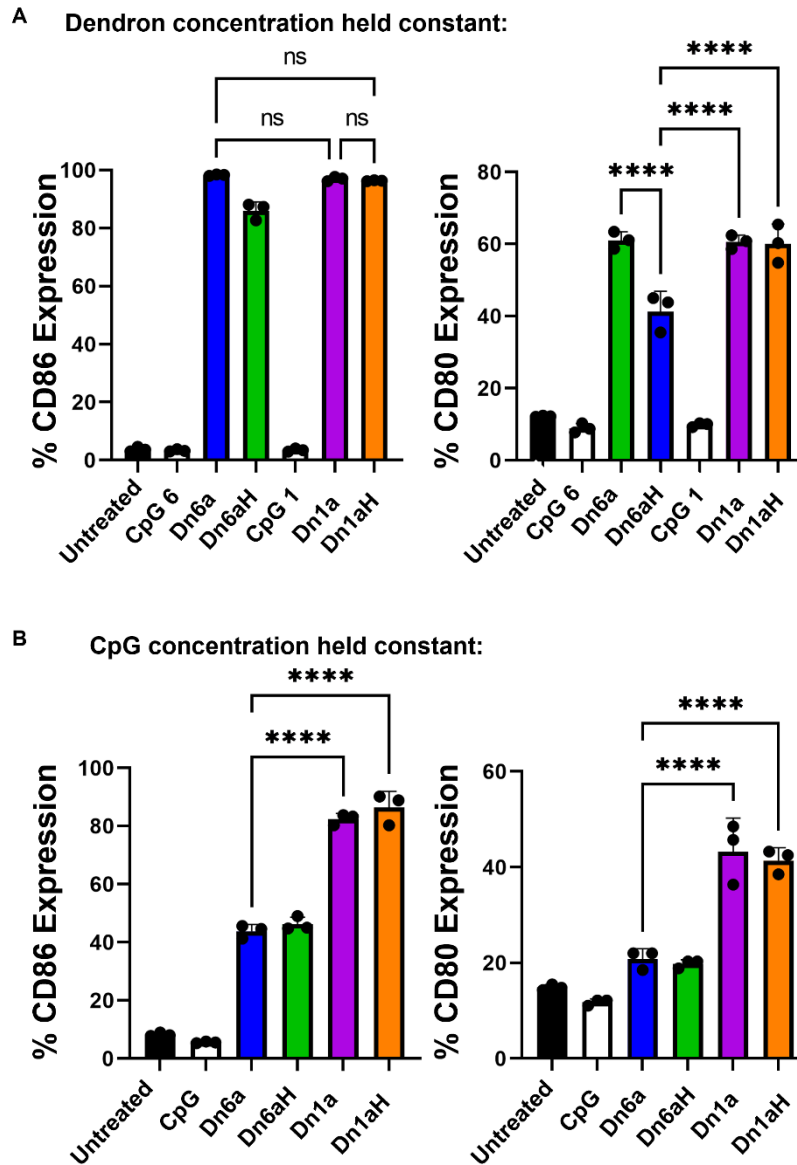 A Dendron concentration held constant:
ns
ns
ns
% CD86 Expression
100
80
60
40
20
0
Untreated
CpG 6
Dn6a
Dn6aH
CpG 1
Dn1a
Dn1aH
****
****
****
% CD80 Expression
80
60
40
20
0
Untreated
CpG 6
Dn6a
Dn6aH
CpG 1
Dn1a
Dn1aH
B CpG concentration held constant:
****
****
% CD86 Expression
100
80
60
40
20
0
Untreated
CpG
Dn6a
Dn6aH
Dn1a
Dn1aH
****
****
% CD80 Expression
60
40
20
0
Untreated
CpG
Dn6a
Dn6aH
Dn1a
Dn1aH